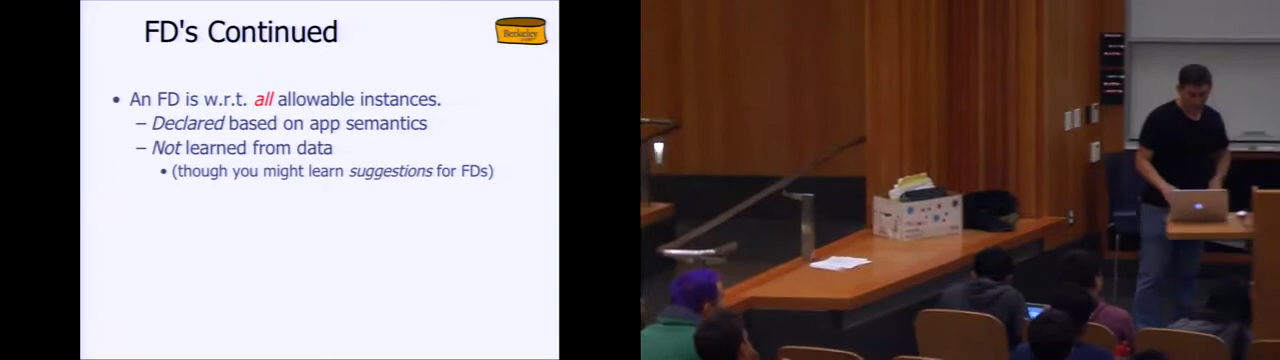 FD's Continued
Berkeley
• An FD is w.r.t. all allowable instances.
– Declared based on app semantics
– Not learned from data
• (though you might learn suggestions for FDs)